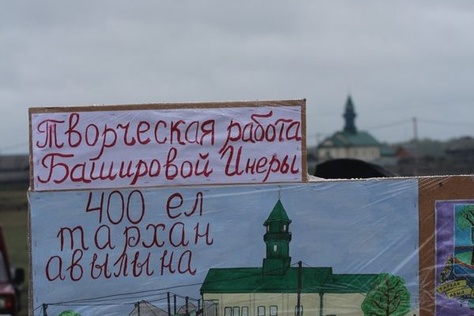 Творческая работа
Башировой Инеры
400 ел
тархан
авылына